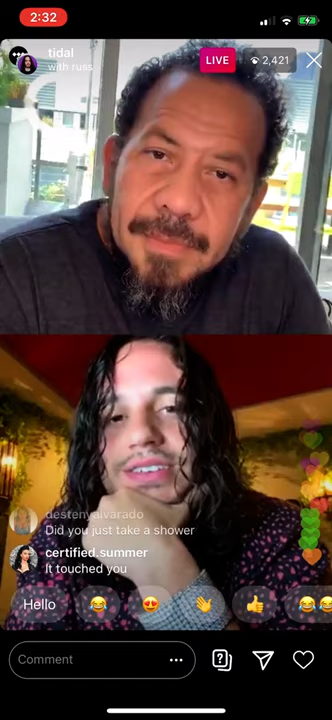 2:32
tidal
with russ
LIVE
2,421
destenyalvarado
Did you just take a shower
certified.summer
It touched you
Hello
Comment